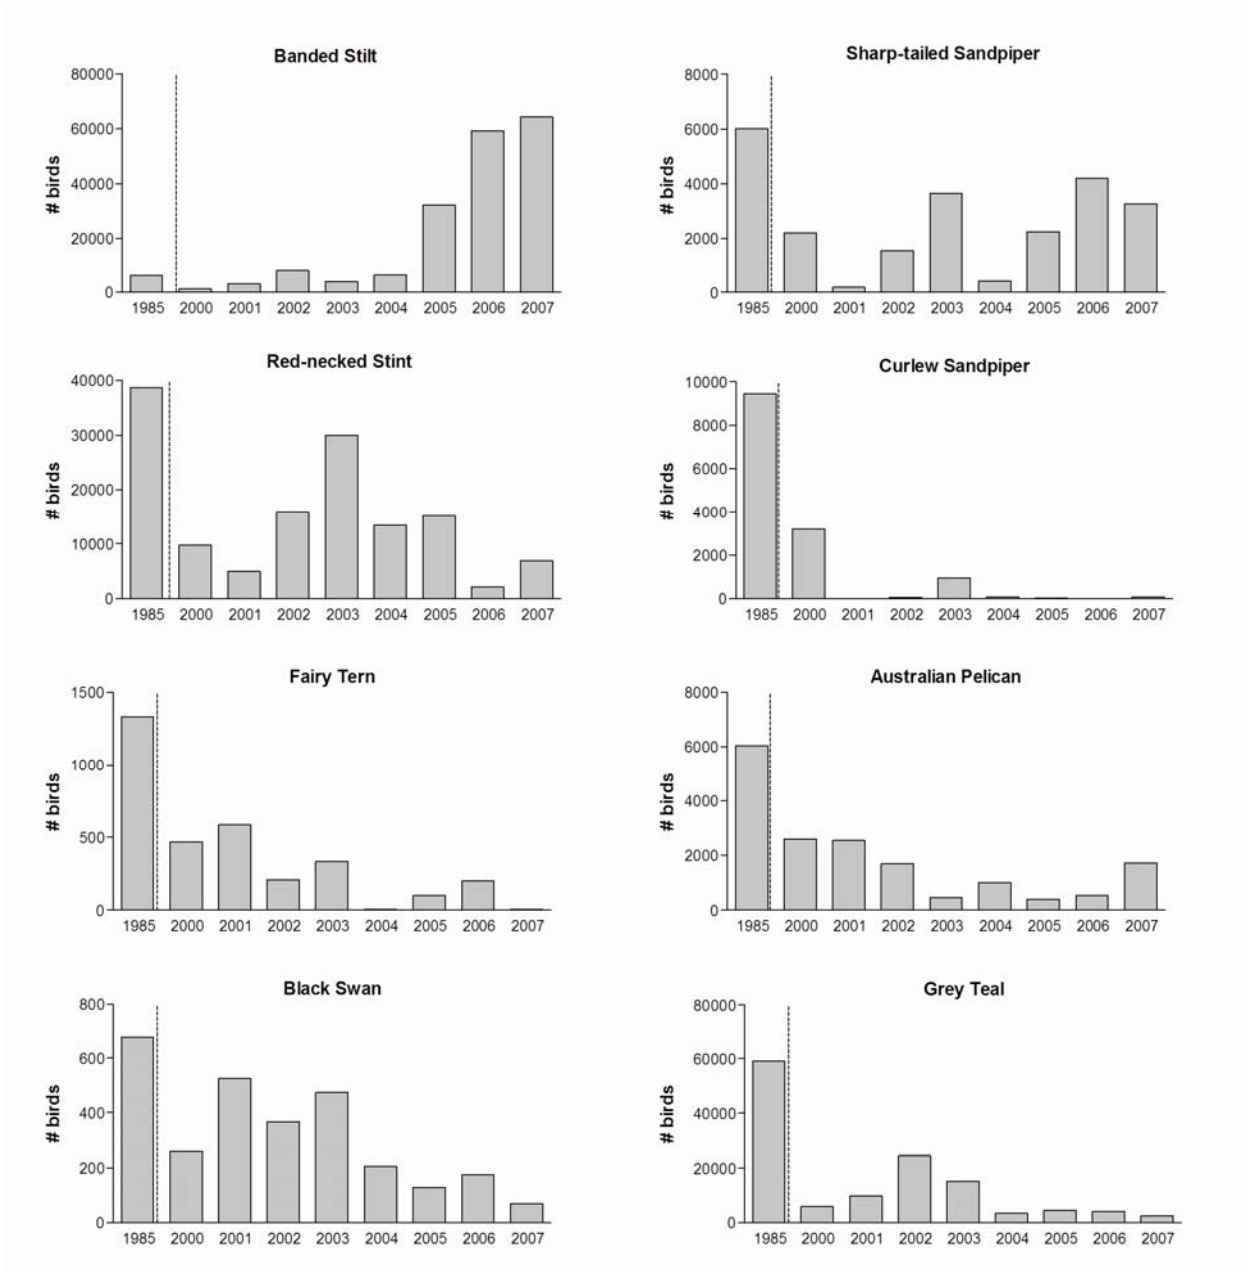 Banded Stilt
# birds
80000
60000
40000
20000
0
1985 2000 2001 2002 2003 2004 2005 2006 2007
Sharp-tailed Sandpiper
# birds
8000
6000
4000
2000
0
1985 2000 2001 2002 2003 2004 2005 2006 2007
Red-necked Stint
# birds
40000
30000
20000
10000
0
1985 2000 2001 2002 2003 2004 2005 2006 2007
Curlew Sandpiper
# birds
10000
8000
6000
4000
2000
0
1985 2000 2001 2002 2003 2004 2005 2006 2007
Fairy Tern
# birds
1500
1000
500
0
1985 2000 2001 2002 2003 2004 2005 2006 2007
Australian Pelican
# birds
8000
6000
4000
2000
0
1985 2000 2001 2002 2003 2004 2005 2006 2007
Black Swan
# birds
800
600
400
200
0
1985 2000 2001 2002 2003 2004 2005 2006 2007
Grey Teal
# birds
80000
60000
40000
20000
0
1985 2000 2001 2002 2003 2004 2005 2006 2007